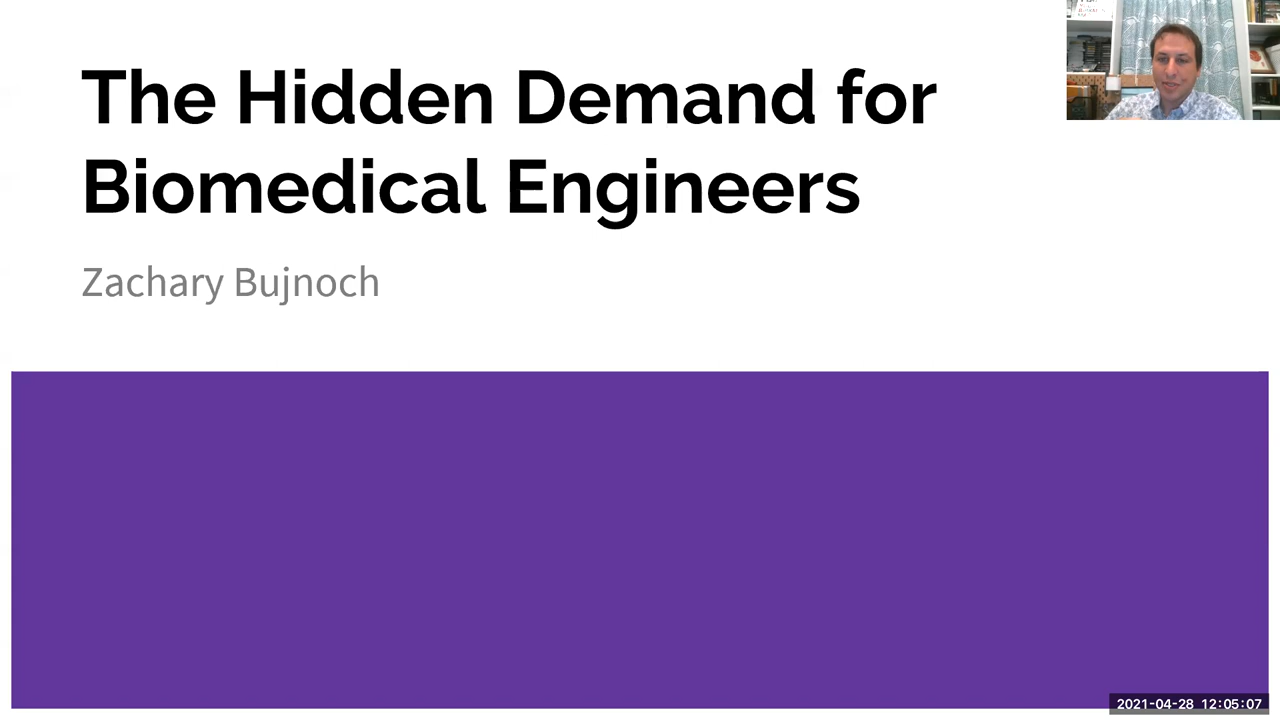 The Hidden Demand for
Biomedical Engineers
Zachary Bujnoch
2021-04-28 12:05:07